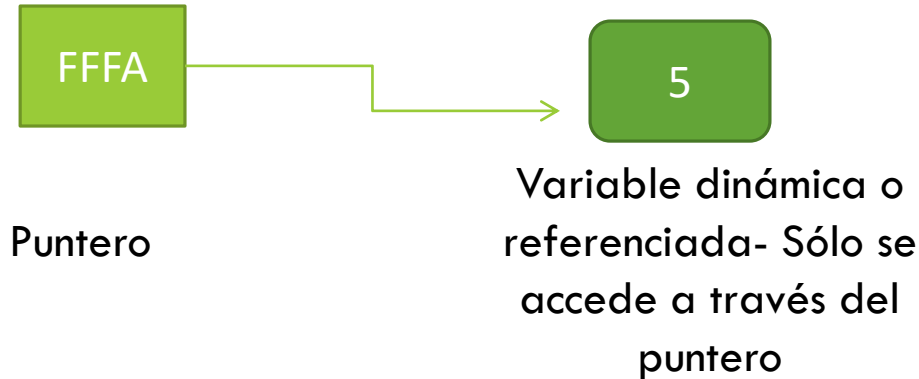 FFFA
5
Puntero
Variable dinámica o
referenciada- Sólo se
accede a través del
puntero